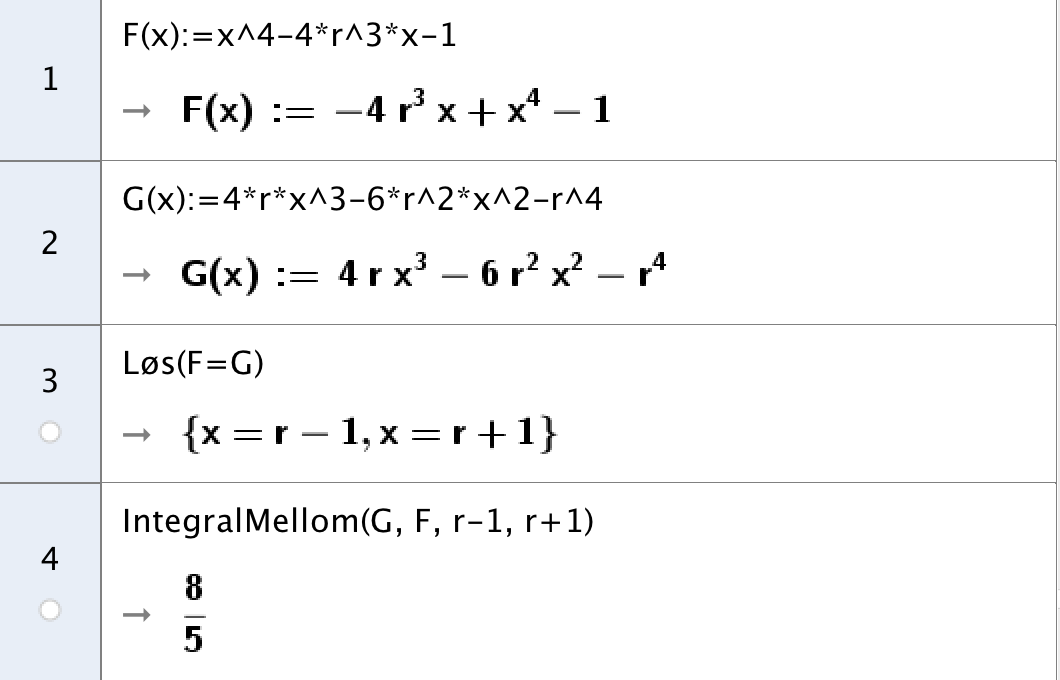 1
F(x):=x^4-4*r^3*x-1
→ F(x) := −4 r³ x + x⁴ − 1
2
G(x):=4*r*x^3-6*r^2*x^2-r^4
→ G(x) := 4 r x³ − 6 r² x² − r⁴
3
Løs(F=G)
→ {x = r − 1, x = r + 1}
4
IntegralMellom(G, F, r-1, r+1)
→ 8/5